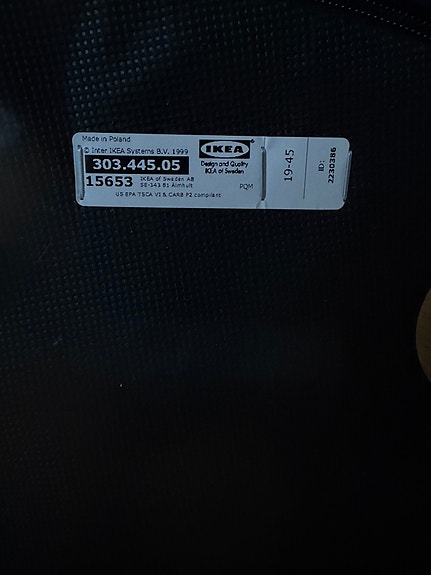 Made in Poland
© Inter IKEA Systems B.V. 1999
303.445.05
15653
IKEA of Sweden AB
SE-343 81 Älmhult
US EPA TSCA VI & CARB P2 compliant
PQM
IKEA
Design and Quality
IKEA of Sweden
19-45
ID:
2230386